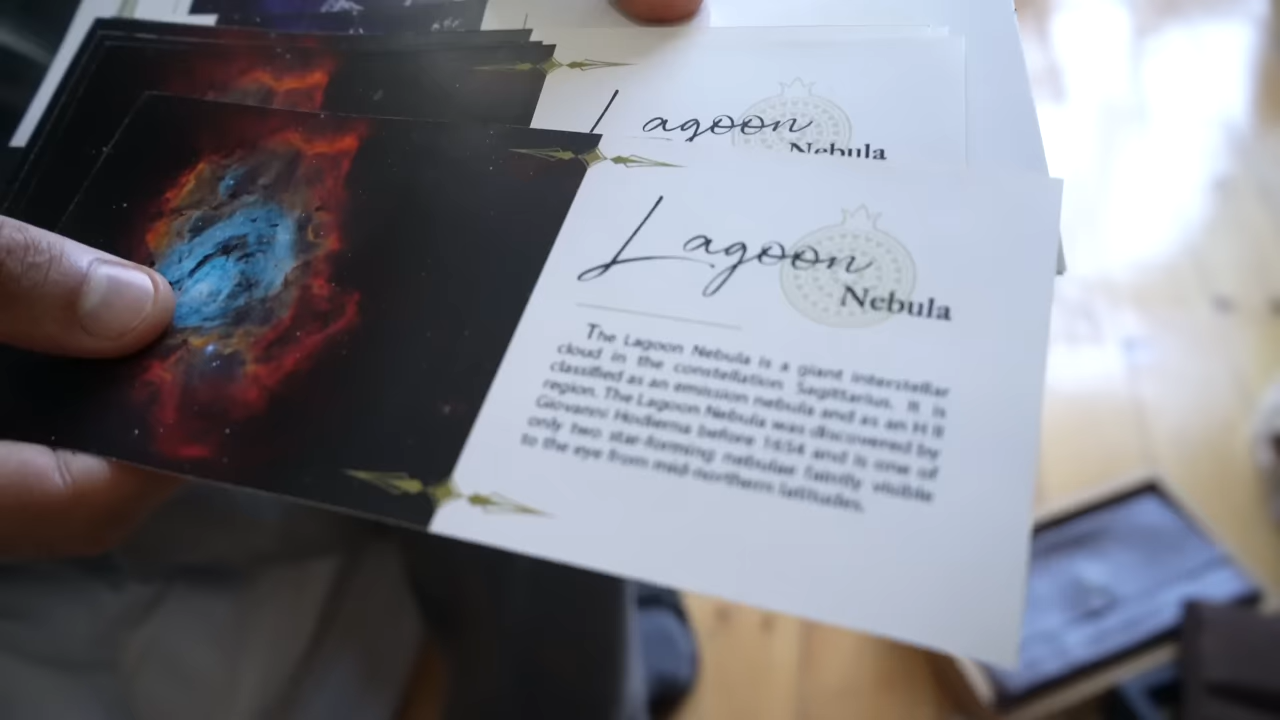 Lagoon
Nebula
Lagoon
Nebula
The Lagoon Nebula is a giant interstellar
cloud in the constellation Sagittarius. It is
classified as an emission nebula and as an H II
region. The Lagoon Nebula was discovered by
Giovanni Hodierna before 1654 and is one of
only two star-forming nebulae faintly visible
to the eye from mid-northern latitudes.